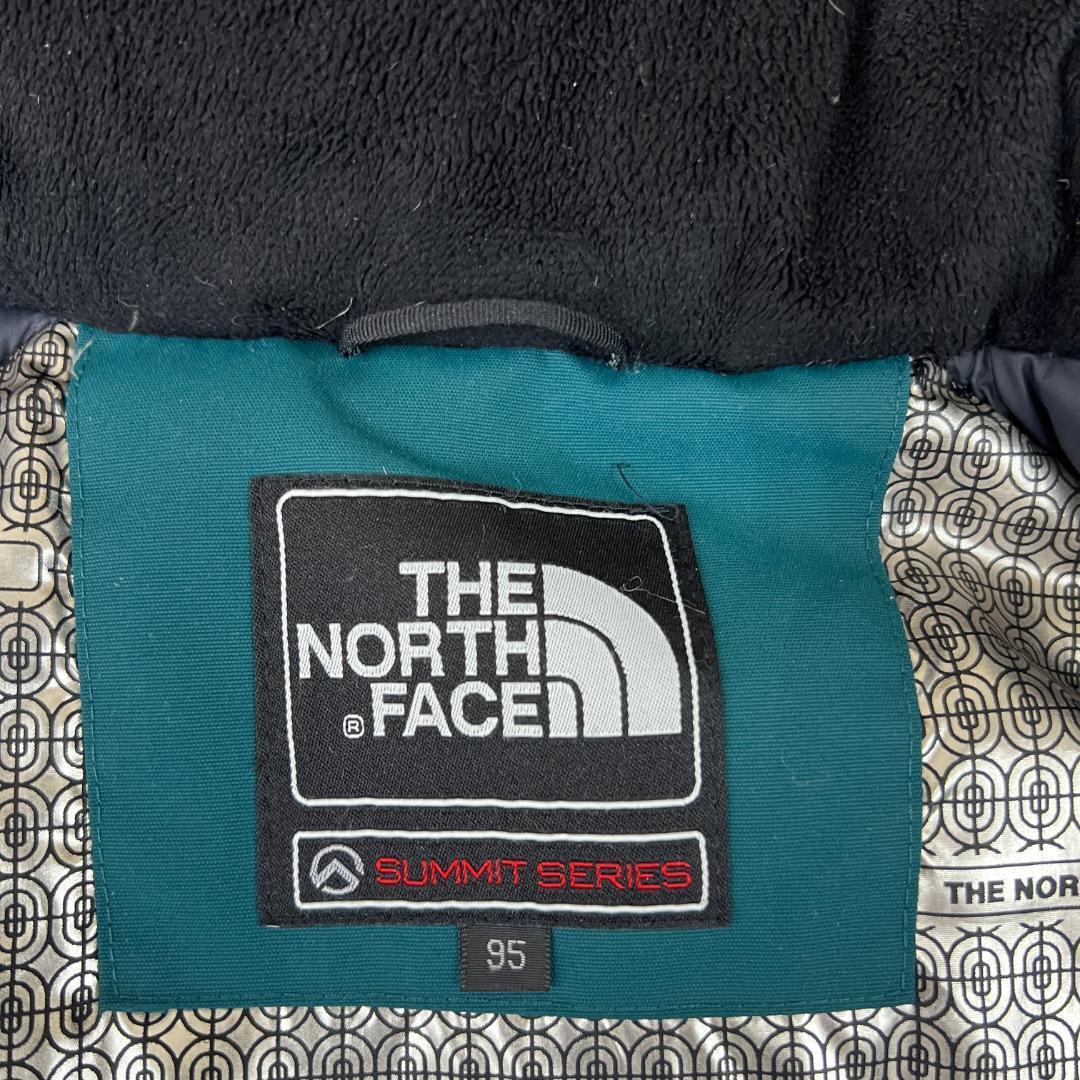 THE
NORTH
® FACE
SUMMIT SERIES
95
THE NOR